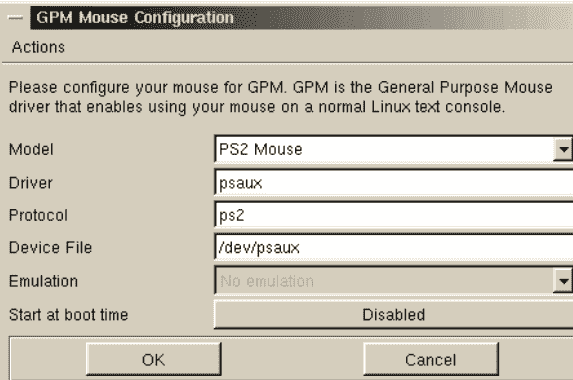 GPM Mouse Configuration
Actions
Please configure your mouse for GPM. GPM is the General Purpose Mouse
driver that enables using your mouse on a normal Linux text console.
Model PS2 Mouse
Driver psaux
Protocol ps2
Device File /dev/psaux
Emulation No emulation
Start at boot time Disabled
OK Cancel